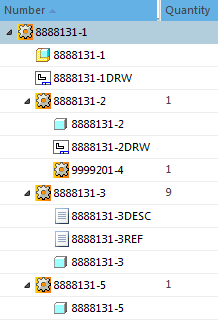 Number Quantity
8888131-1
8888131-1
8888131-1DRW
8888131-2 1
8888131-2
8888131-2DRW
9999201-4 1
8888131-3 9
8888131-3DESC
8888131-3REF
8888131-3
8888131-5 1
8888131-5